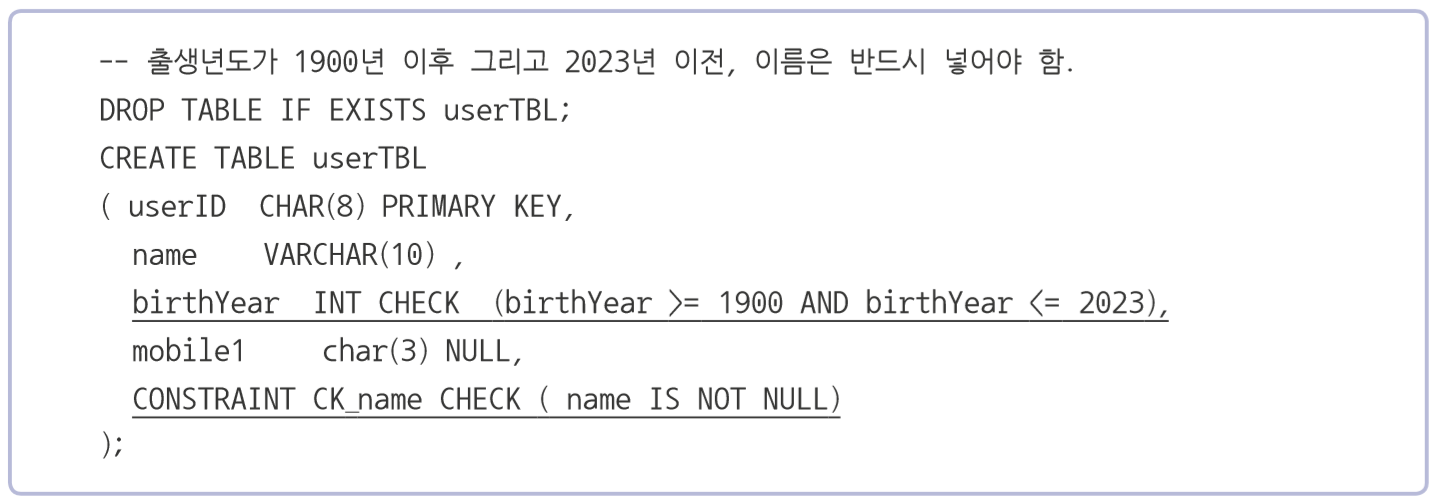 -- 출생년도가 1900년 이후 그리고 2023년 이전, 이름은 반드시 넣어야 함.
DROP TABLE IF EXISTS userTBL;
CREATE TABLE userTBL
( userID  CHAR(8) PRIMARY KEY,
  name    VARCHAR(10) ,
  birthYear  INT CHECK  (birthYear >= 1900 AND birthYear <= 2023),
  mobile1     char(3) NULL,
  CONSTRAINT CK_name CHECK ( name IS NOT NULL)
);